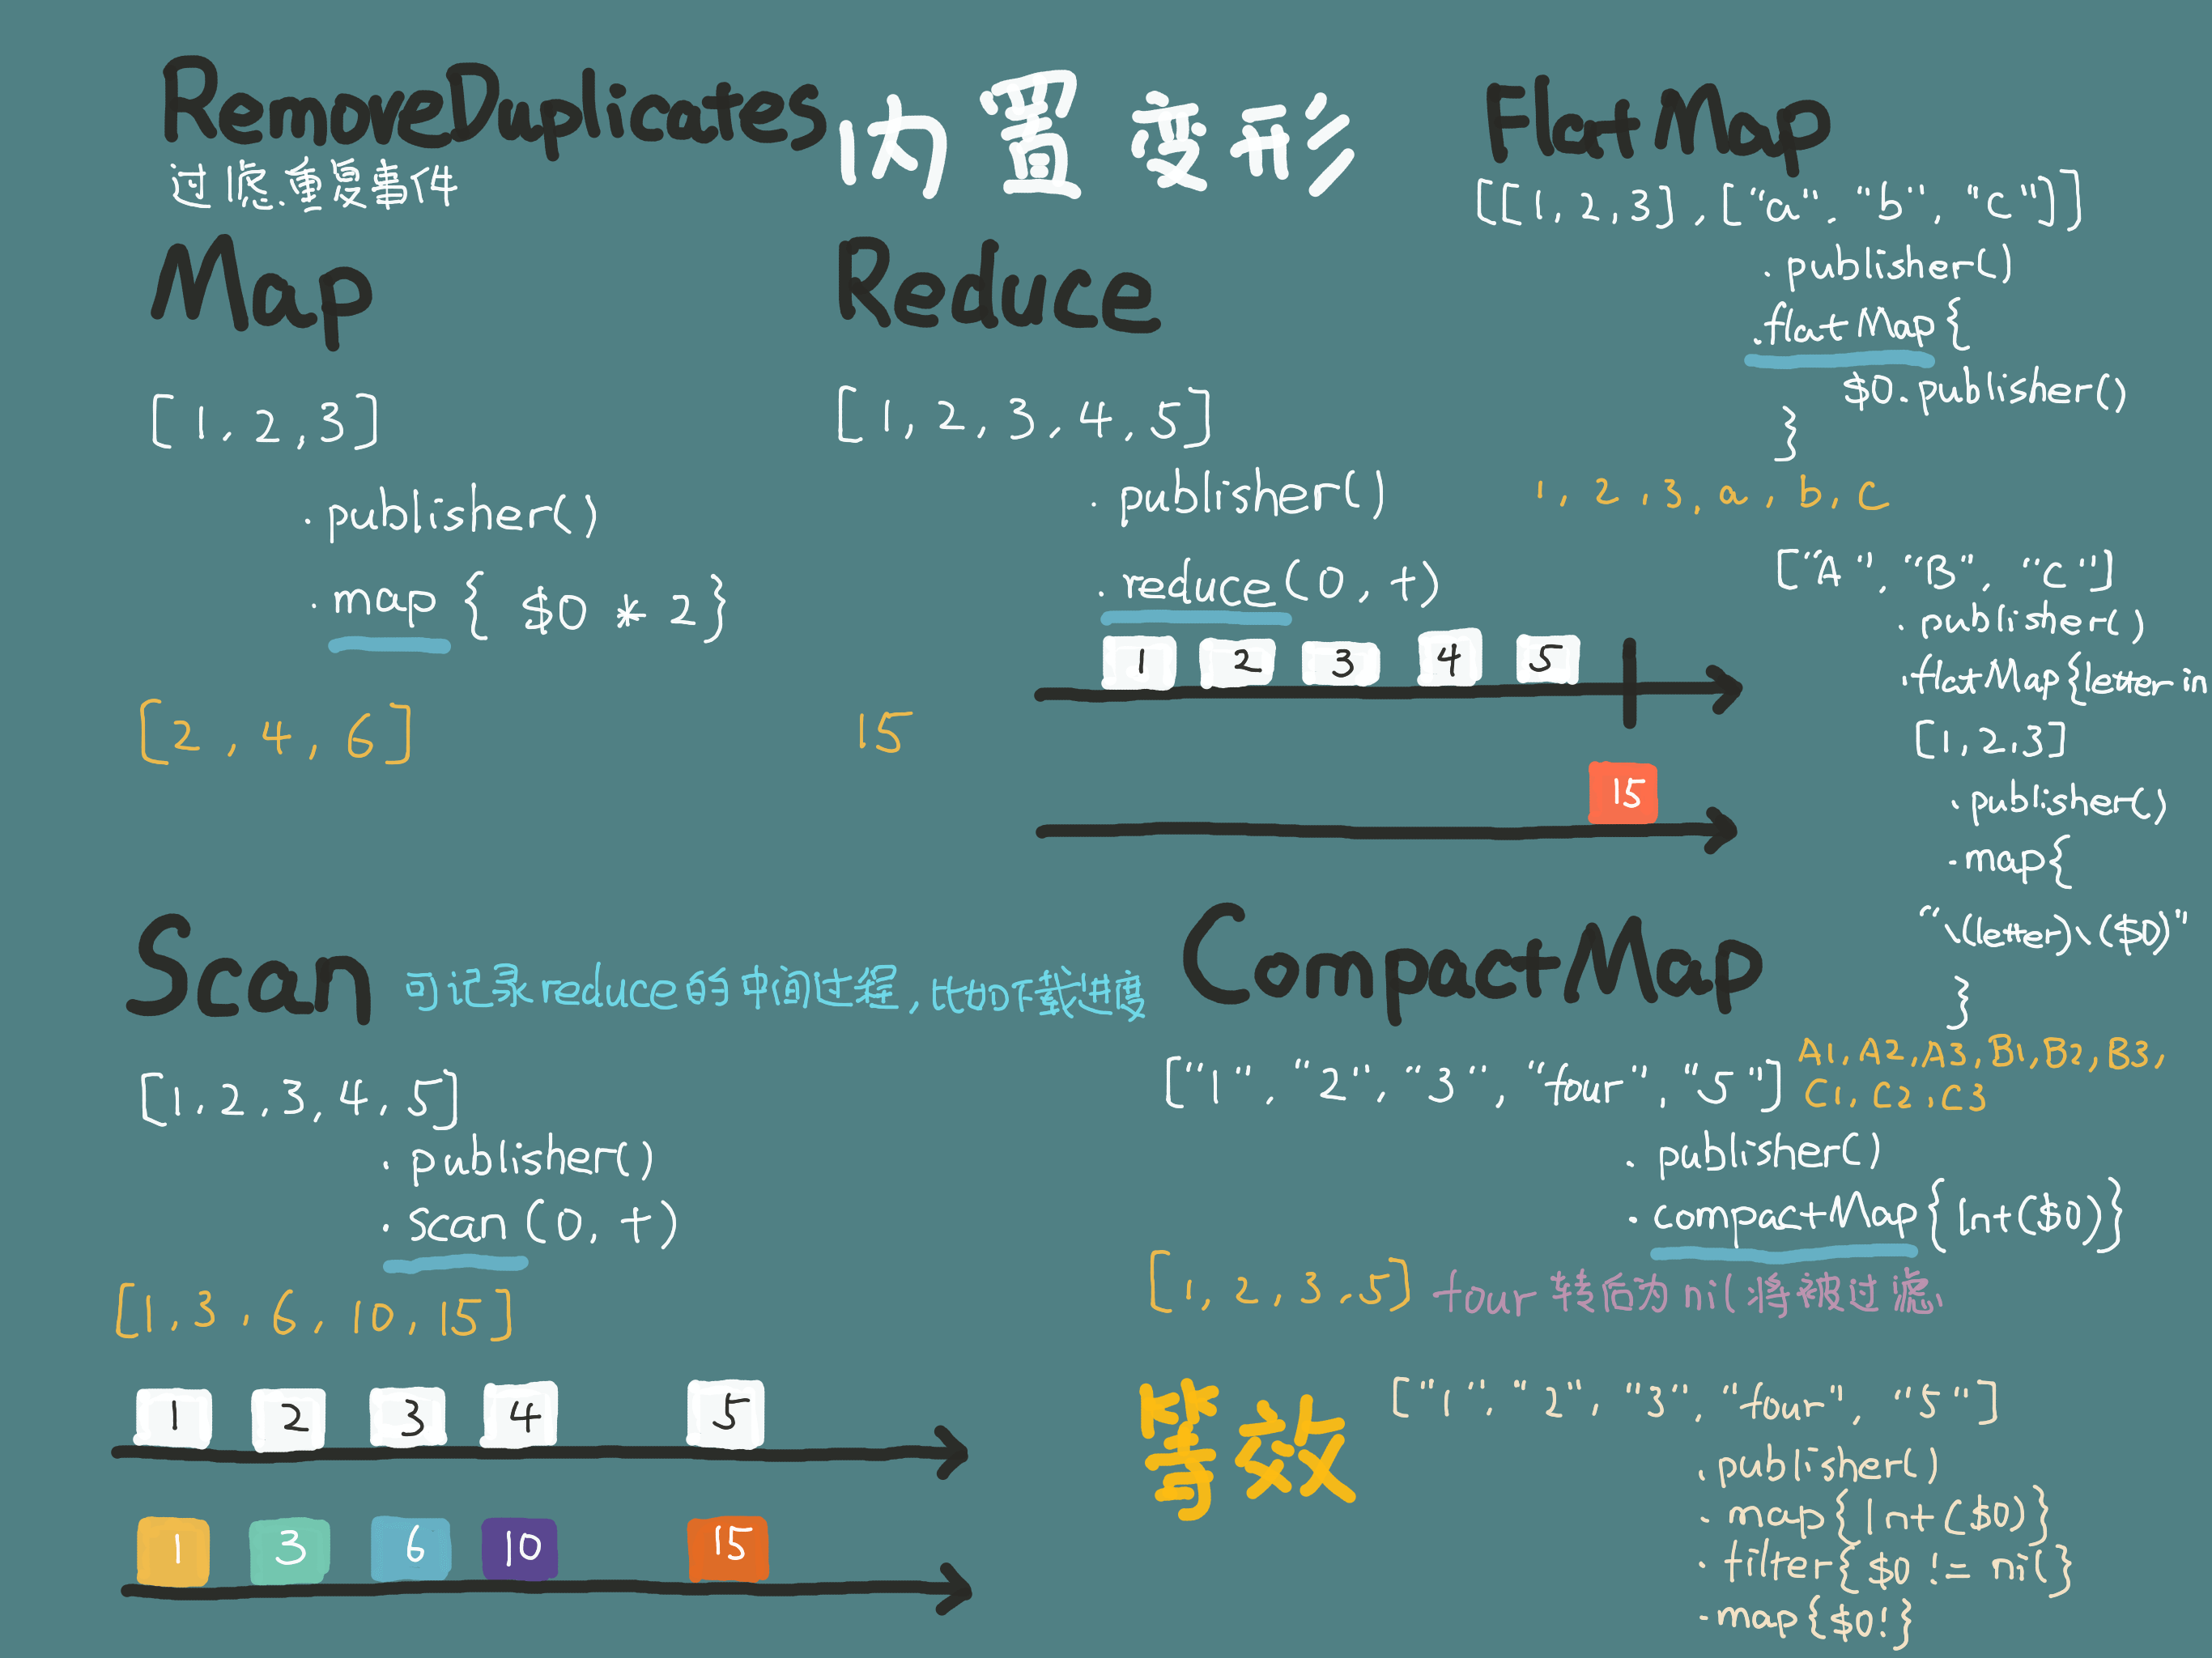 RemoveDuplicates
过滤重复事件
内置变形
Map
[1,2,3]
.publisher()
.map{ $0 * 2}
[2,4,6]
Reduce
[1,2,3,4,5]
.publisher()
.reduce(0,+)
1 2 3 4 5
15
15
FlatMap
[[1,2,3],["a","b","c"]]
.publisher()
.flatMap{
$0.publisher()
}
1,2,3,a,b,c
["A","B","C"]
.publisher()
.flatMap{letter in
[1,2,3]
.publisher()
.map{
"\(letter)\($0)"
}
A1,A2,A3,B1,B2,B3,
C1,C2,C3
Scan
可记录reduce的中间过程,比如下载进度
[1,2,3,4,5]
.publisher()
.scan(0,+)
[1,3,6,10,15]
1 2 3 4 5
1 3 6 10 15
CompactMap
["1","2","3","four","5"]
.publisher()
.compactMap{Int($0)}
[1,2,3,5] four转后为nil将被过滤
等效
["1","2","3","four","5"]
.publisher()
.map{Int($0)}
.filter{$0 != nil}
.map{$0!}